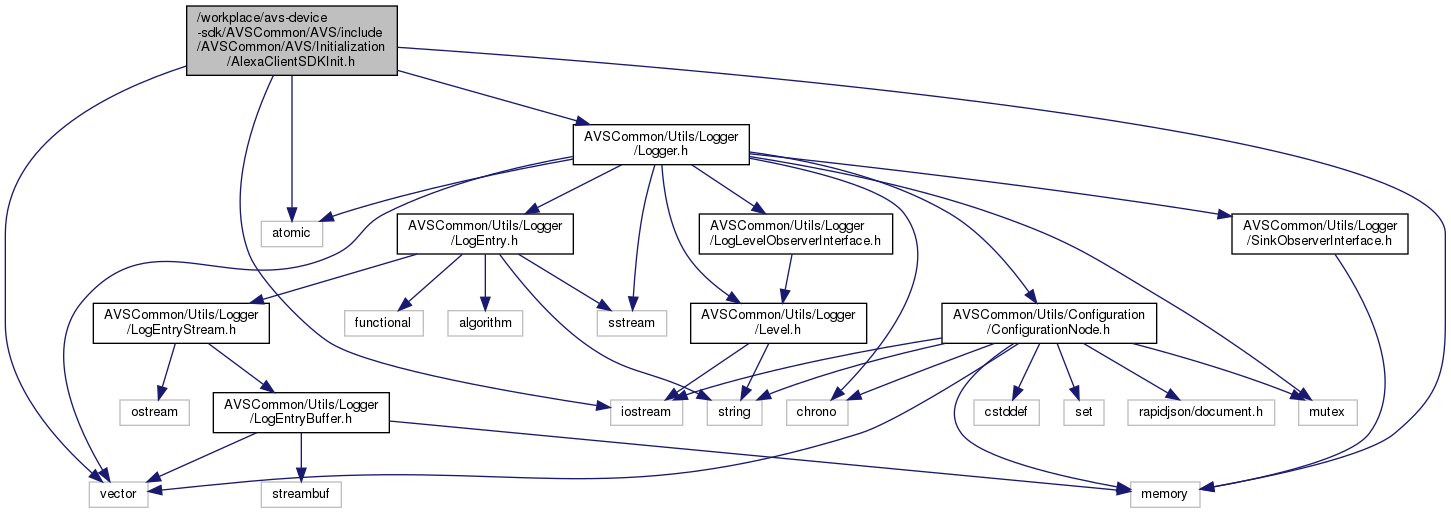 /workplace/avs-device
-sdk/AVSCommon/AVS/include
/AVSCommon/AVS/Initialization
/AlexaClientSDKInit.h
AVSCommon/Utils/Logger
/Logger.h
atomic
AVSCommon/Utils/Logger
/LogEntry.h
AVSCommon/Utils/Logger
/LogLevelObserverInterface.h
AVSCommon/Utils/Logger
/SinkObserverInterface.h
AVSCommon/Utils/Logger
/LogEntryStream.h
functional
algorithm
sstream
AVSCommon/Utils/Logger
/Level.h
AVSCommon/Utils/Configuration
/ConfigurationNode.h
ostream
AVSCommon/Utils/Logger
/LogEntryBuffer.h
iostream
string
chrono
cstddef
set
rapidjson/document.h
mutex
vector
streambuf
memory